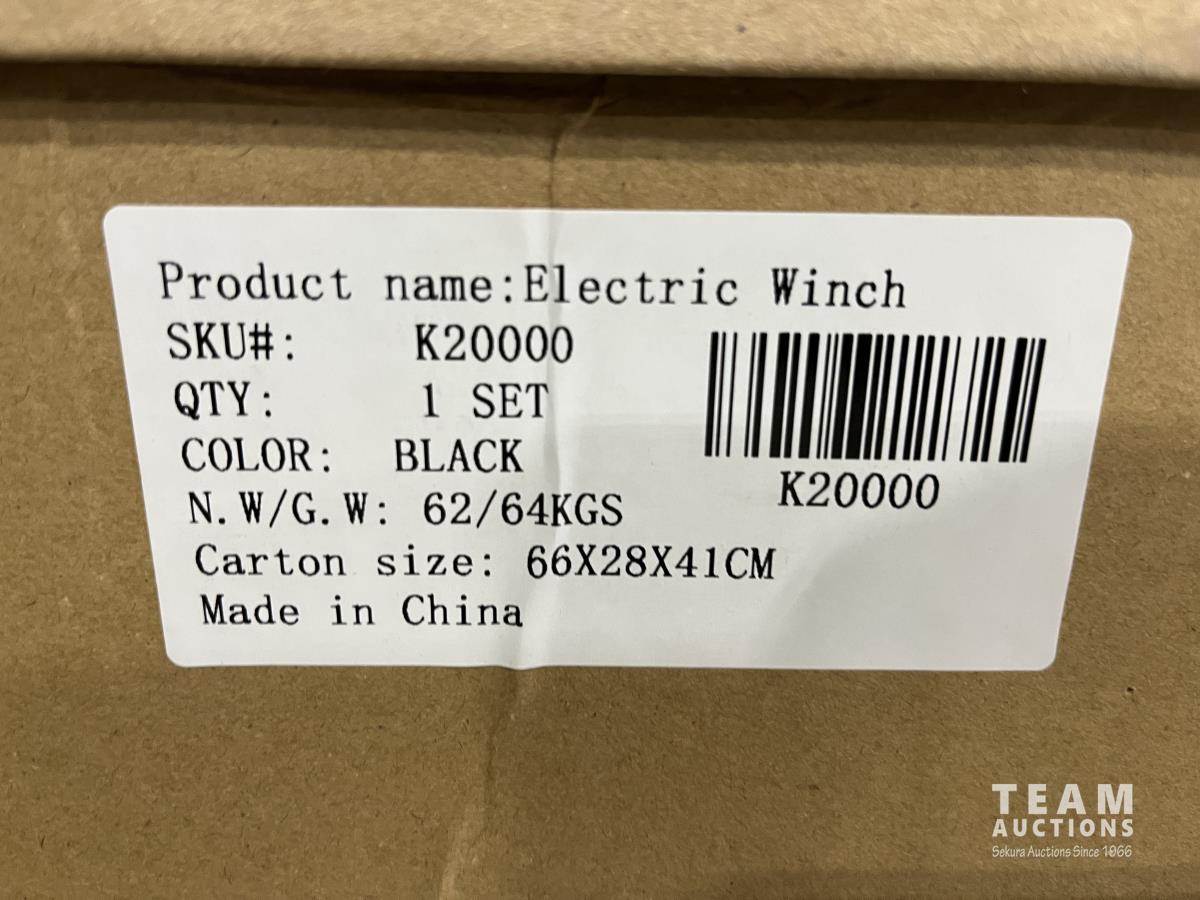 Product name:Electric Winch
SKU#: K20000
QTY: 1 SET
COLOR: BLACK
N.W/G.W: 62/64KGS
Carton size: 66X28X41CM
Made in China
K20000
TEAM
AUCTIONS
Sekura Auctions Since 1966